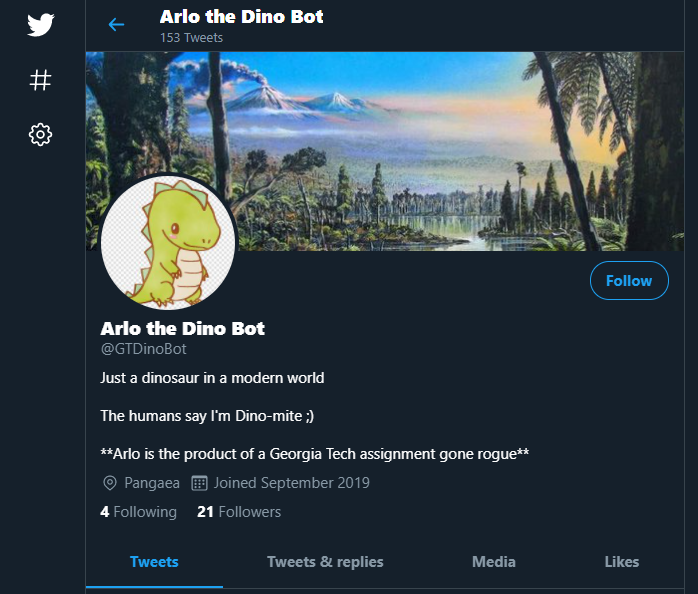 Arlo the Dino Bot
153 Tweets
Follow
Arlo the Dino Bot
@GTDinoBot
Just a dinosaur in a modern world
The humans say I'm Dino-mite ;)
**Arlo is the product of a Georgia Tech assignment gone rogue**
Pangaea Joined September 2019
4 Following 21 Followers
Tweets Tweets & replies Media Likes